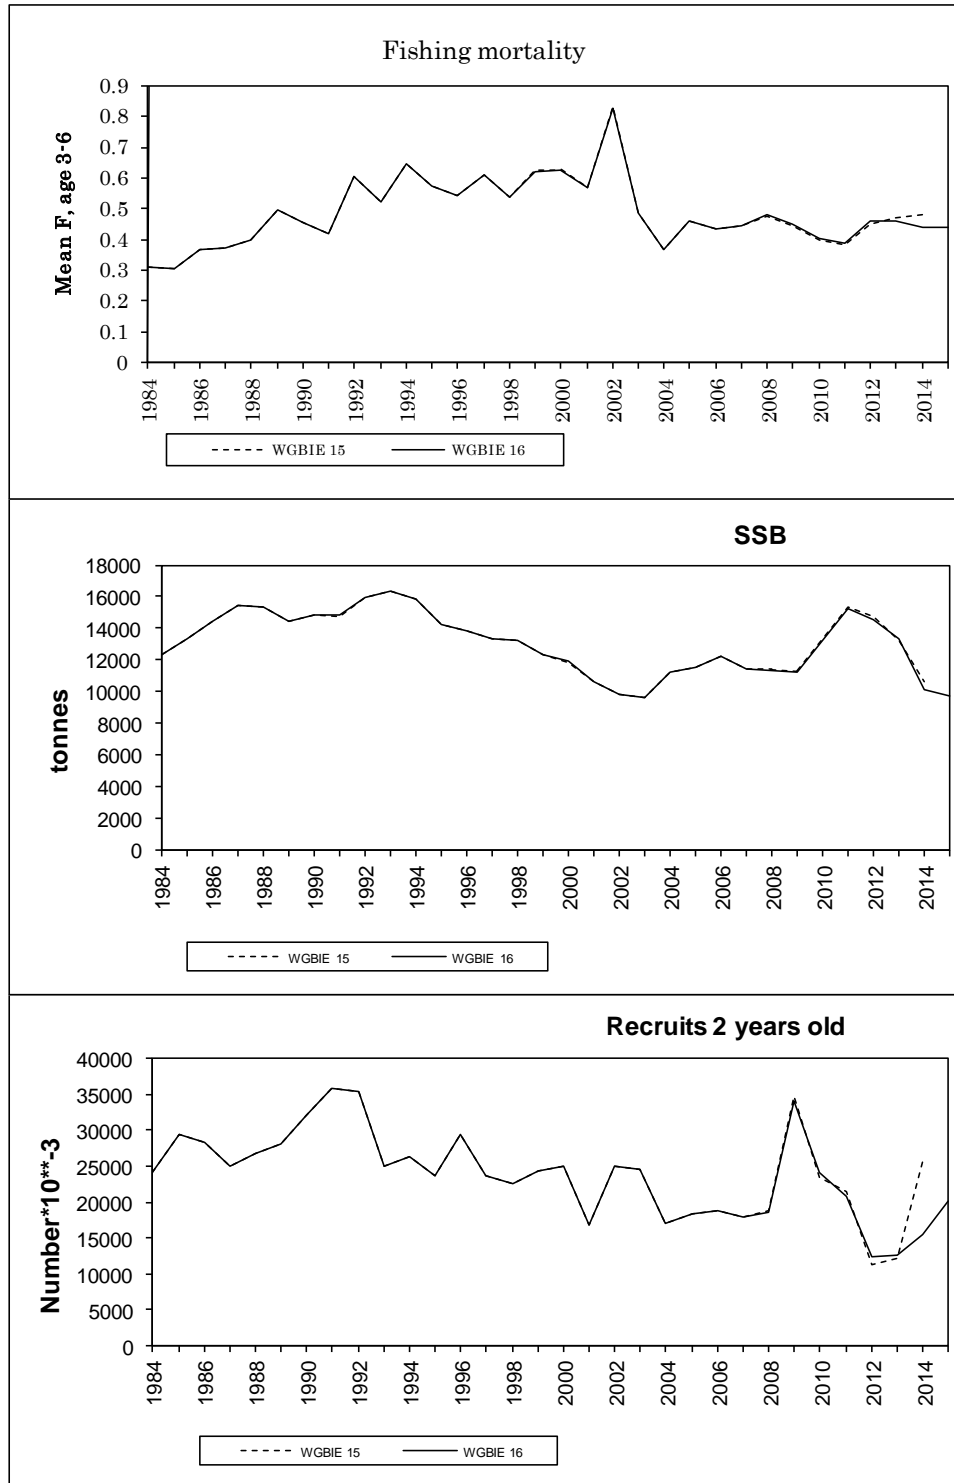 Fishing mortality
Mean F, age 3-6
0.9
0.8
0.7
0.6
0.5
0.4
0.3
0.2
0.1
0
1984 1986 1988 1990 1992 1994 1996 1998 2000 2002 2004 2006 2008 2010 2012 2014
WGBIE 15 WGBIE 16
SSB
tonnes
18000
16000
14000
12000
10000
8000
6000
4000
2000
0
1984 1986 1988 1990 1992 1994 1996 1998 2000 2002 2004 2006 2008 2010 2012 2014
WGBIE 15 WGBIE 16
Recruits 2 years old
Number*10**-3
40000
35000
30000
25000
20000
15000
10000
5000
0
1984 1986 1988 1990 1992 1994 1996 1998 2000 2002 2004 2006 2008 2010 2012 2014
WGBIE 15 WGBIE 16